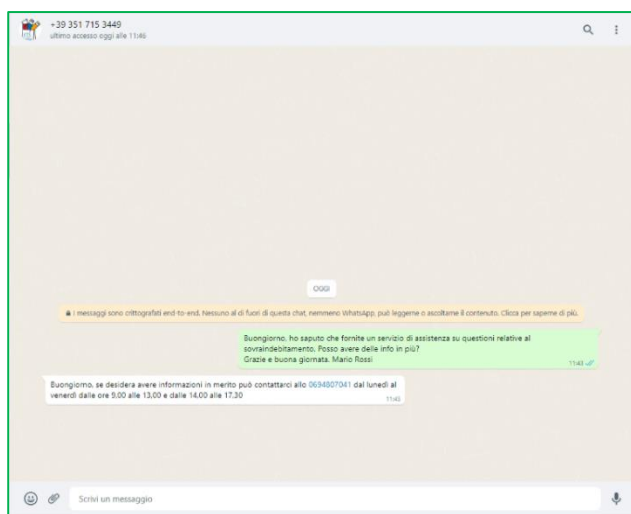 +39 351 715 3449
ultimo accesso oggi alle 11:46
OGGI
I messaggi sono crittografati end-to-end. Nessuno al di fuori di questa chat, nemmeno WhatsApp, può leggerne o ascoltarne il contenuto. Clicca per saperne di più.
Buongiorno, ho saputo che fornite un servizio di assistenza su questioni relative al
sovraindebitamento. Posso avere delle info in più?
Grazie e buona giornata. Mario Rossi
11:43
Buongiorno, se desidera avere informazioni in merito può contattarci allo 0694807041 dal lunedì al
venerdì dalle ore 9,00 alle 13,00 e dalle 14,00 alle 17.30
11:45
Scrivi un messaggio